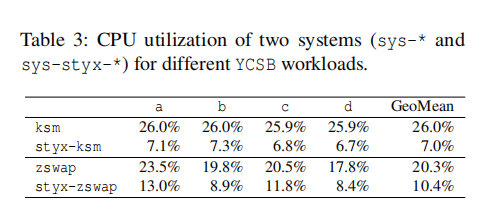 Table 3: CPU utilization of two systems (sys-* and
sys-styx-*) for different YCSB workloads.
a b c d GeoMean
ksm 26.0% 26.0% 25.9% 25.9% 26.0%
styx-ksm 7.1% 7.3% 6.8% 6.7% 7.0%
zswap 23.5% 19.8% 20.5% 17.8% 20.3%
styx-zswap 13.0% 8.9% 11.8% 8.4% 10.4%